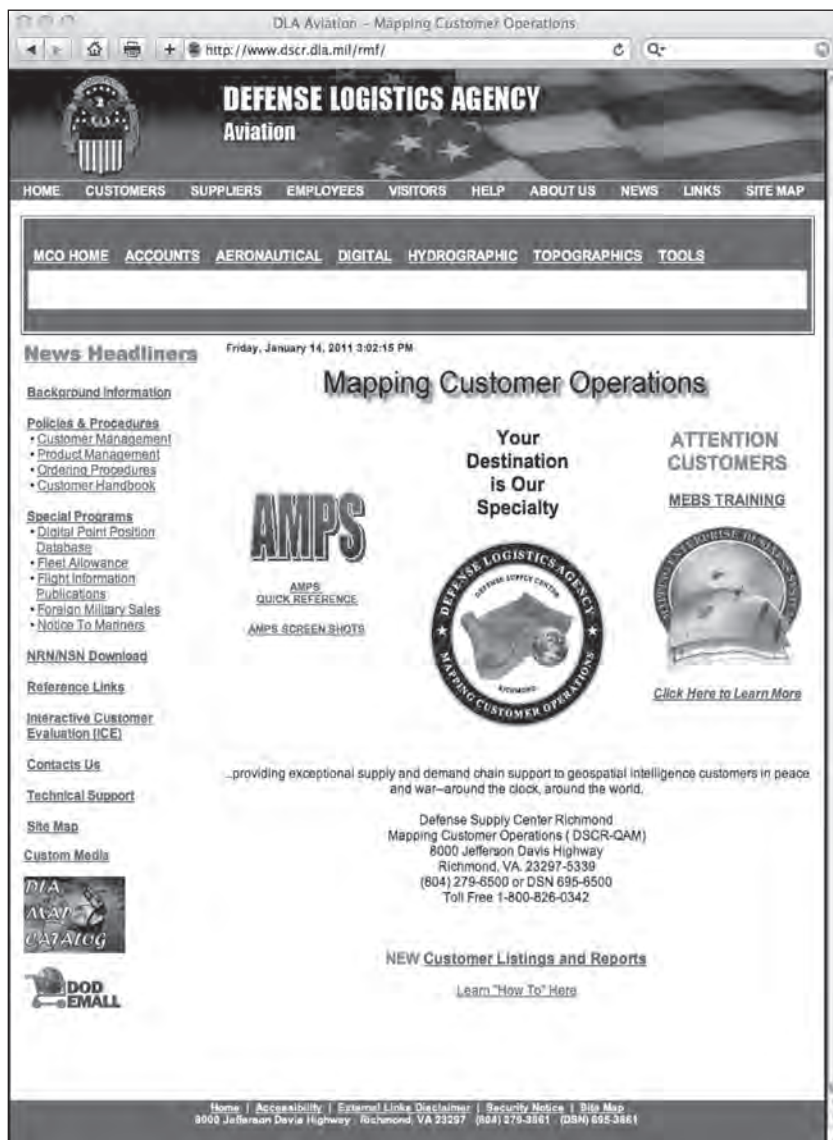 DLA Aviation – Mapping Customer Operations
http://www.dscr.dla.mil/rmf/
DEFENSE LOGISTICS AGENCY
Aviation
HOME CUSTOMERS SUPPLIERS EMPLOYEES VISITORS HELP ABOUT US NEWS LINKS SITE MAP
MCO HOME ACCOUNTS AERONAUTICAL DIGITAL HYDROGRAPHIC TOPOGRAPHICS TOOLS
News Headliners
Background Information
Policies & Procedures
• Customer Management
• Product Management
• Ordering Procedures
• Customer Handbook
Special Programs
• Digital Point Position
Database
• Fleet Allowance
• Flight Information
Publications
• Foreign Military Sales
• Notice To Mariners
NRN/NSN Download
Reference Links
Interactive Customer
Evaluation (ICE)
Contacts Us
Technical Support
Site Map
Custom Media
DLA
MAP
CATALOG
DOD
EMALL
Friday, January 14, 2011 3:02:15 PM
Mapping Customer Operations
AMPS
AMPS
QUICK REFERENCE
AMPS SCREEN SHOTS
Your
Destination
is Our
Specialty
DEFENSE LOGISTICS AGENCY
DEFENSE SUPPLY CENTER
RICHMOND
MAPPING CUSTOMER OPERATIONS
ATTENTION
CUSTOMERS
MEBS TRAINING
MAPPING ENTERPRISE BUSINESS SYSTEM
Click Here to Learn More
...providing exceptional supply and demand chain support to geospatial intelligence customers in peace
and war--around the clock, around the world.
Defense Supply Center Richmond
Mapping Customer Operations ( DSCR-QAM)
8000 Jefferson Davis Highway
Richmond, VA. 23297-5339
(804) 279-6500 or DSN 695-6500
Toll Free 1-800-826-0342
NEW Customer Listings and Reports
Learn "How To" Here
Home | Accessibility | External Links Disclaimer | Security Notice | Site Map
8000 Jefferson Davis Highway Richmond, VA 23297 (804) 279-3861 (DSN) 695-3861